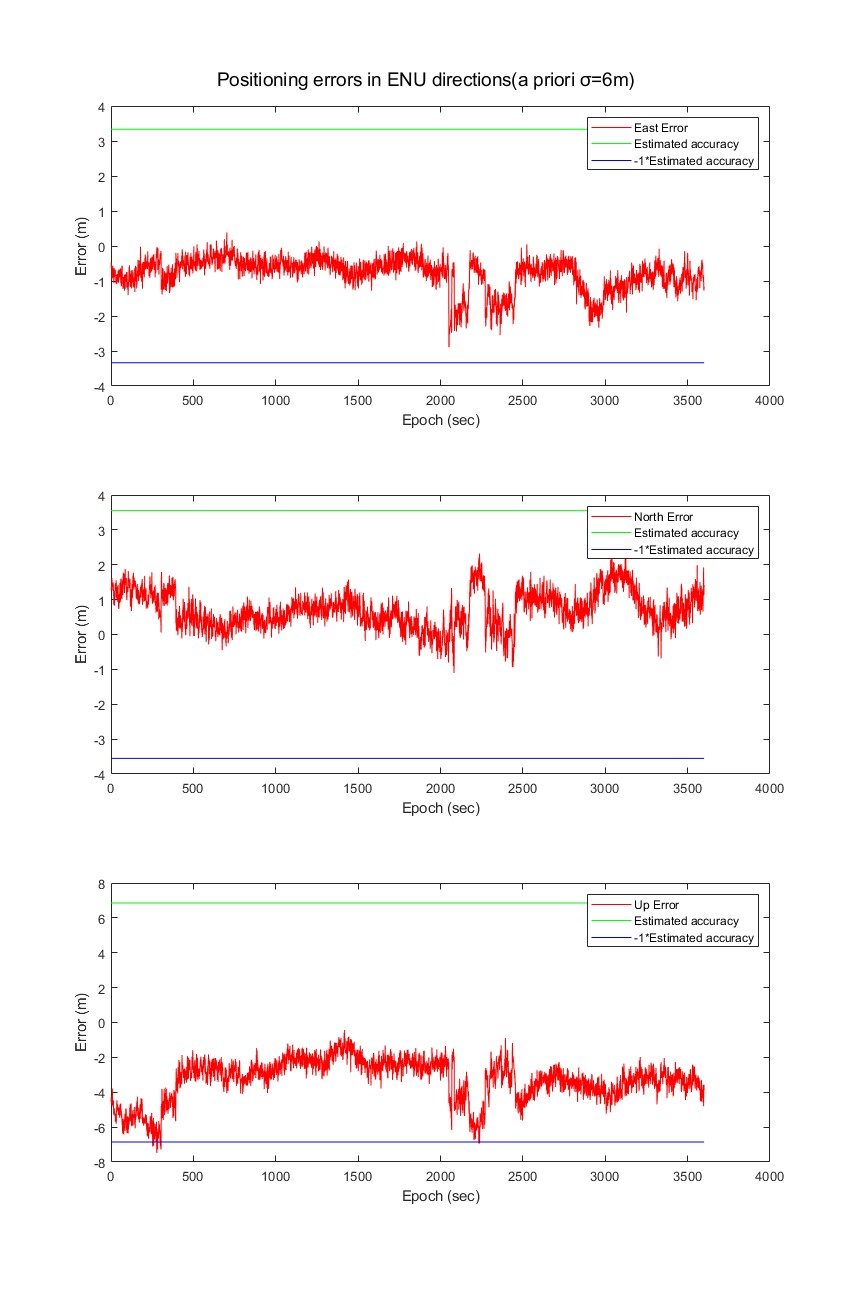 Positioning errors in ENU directions(a priori σ=6m)
4
3
2
1
0
-1
-2
-3
-4
Error (m)
East Error
Estimated accuracy
-1*Estimated accuracy
0 500 1000 1500 2000 2500 3000 3500 4000
Epoch (sec)
4
3
2
1
0
-1
-2
-3
-4
Error (m)
North Error
Estimated accuracy
-1*Estimated accuracy
0 500 1000 1500 2000 2500 3000 3500 4000
Epoch (sec)
8
6
4
2
0
-2
-4
-6
-8
Error (m)
Up Error
Estimated accuracy
-1*Estimated accuracy
0 500 1000 1500 2000 2500 3000 3500 4000
Epoch (sec)